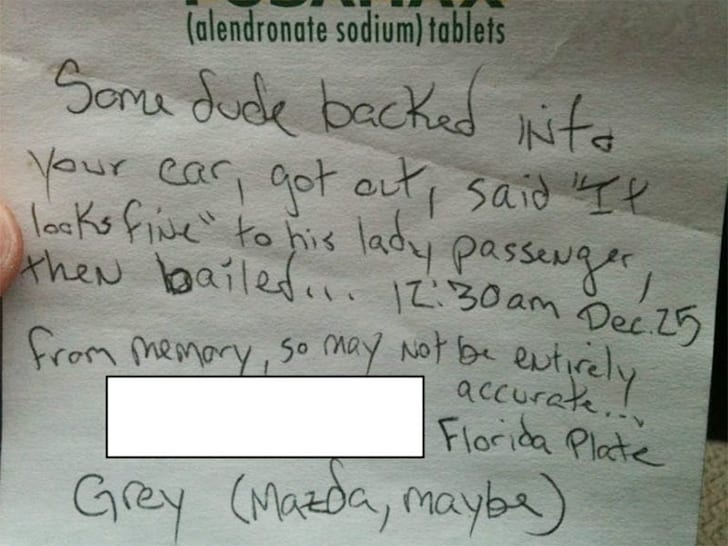 (alendronate sodium) tablets
Some dude backed into
your car, got out, said "It
looks fine" to his lady passenger,
then bailed... 12:30am Dec. 25
from memory, so may not be entirely
accurate...
Florida Plate
Grey (Mazda, maybe)